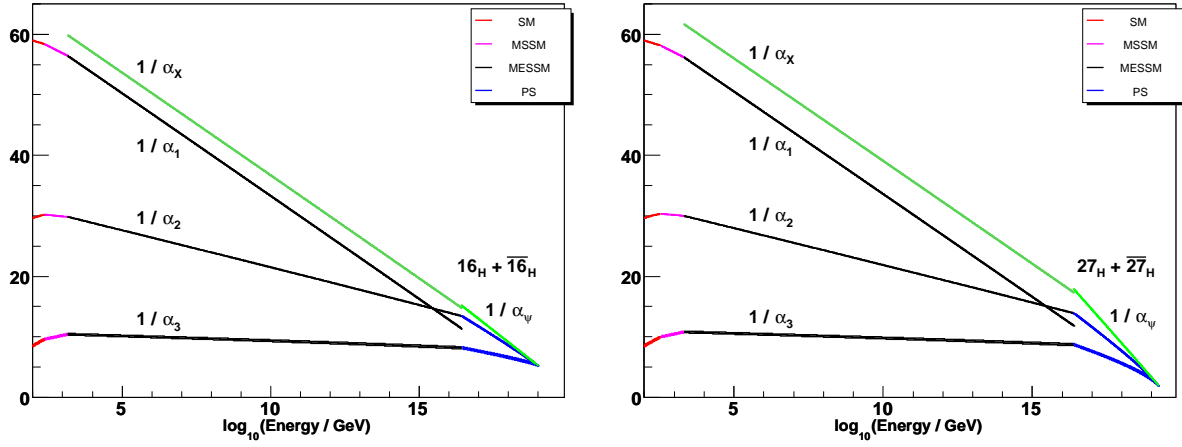 60
40
20
0
5
10
15
log10(Energy / GeV)
SM
MSSM
MESSM
PS
1 / αX
1 / α1
1 / α2
1 / α3
16H + 16̅H
1 / αψ
60
40
20
0
5
10
15
log10(Energy / GeV)
SM
MSSM
MESSM
PS
1 / αX
1 / α1
1 / α2
1 / α3
27H + 27̅H
1 / αψ